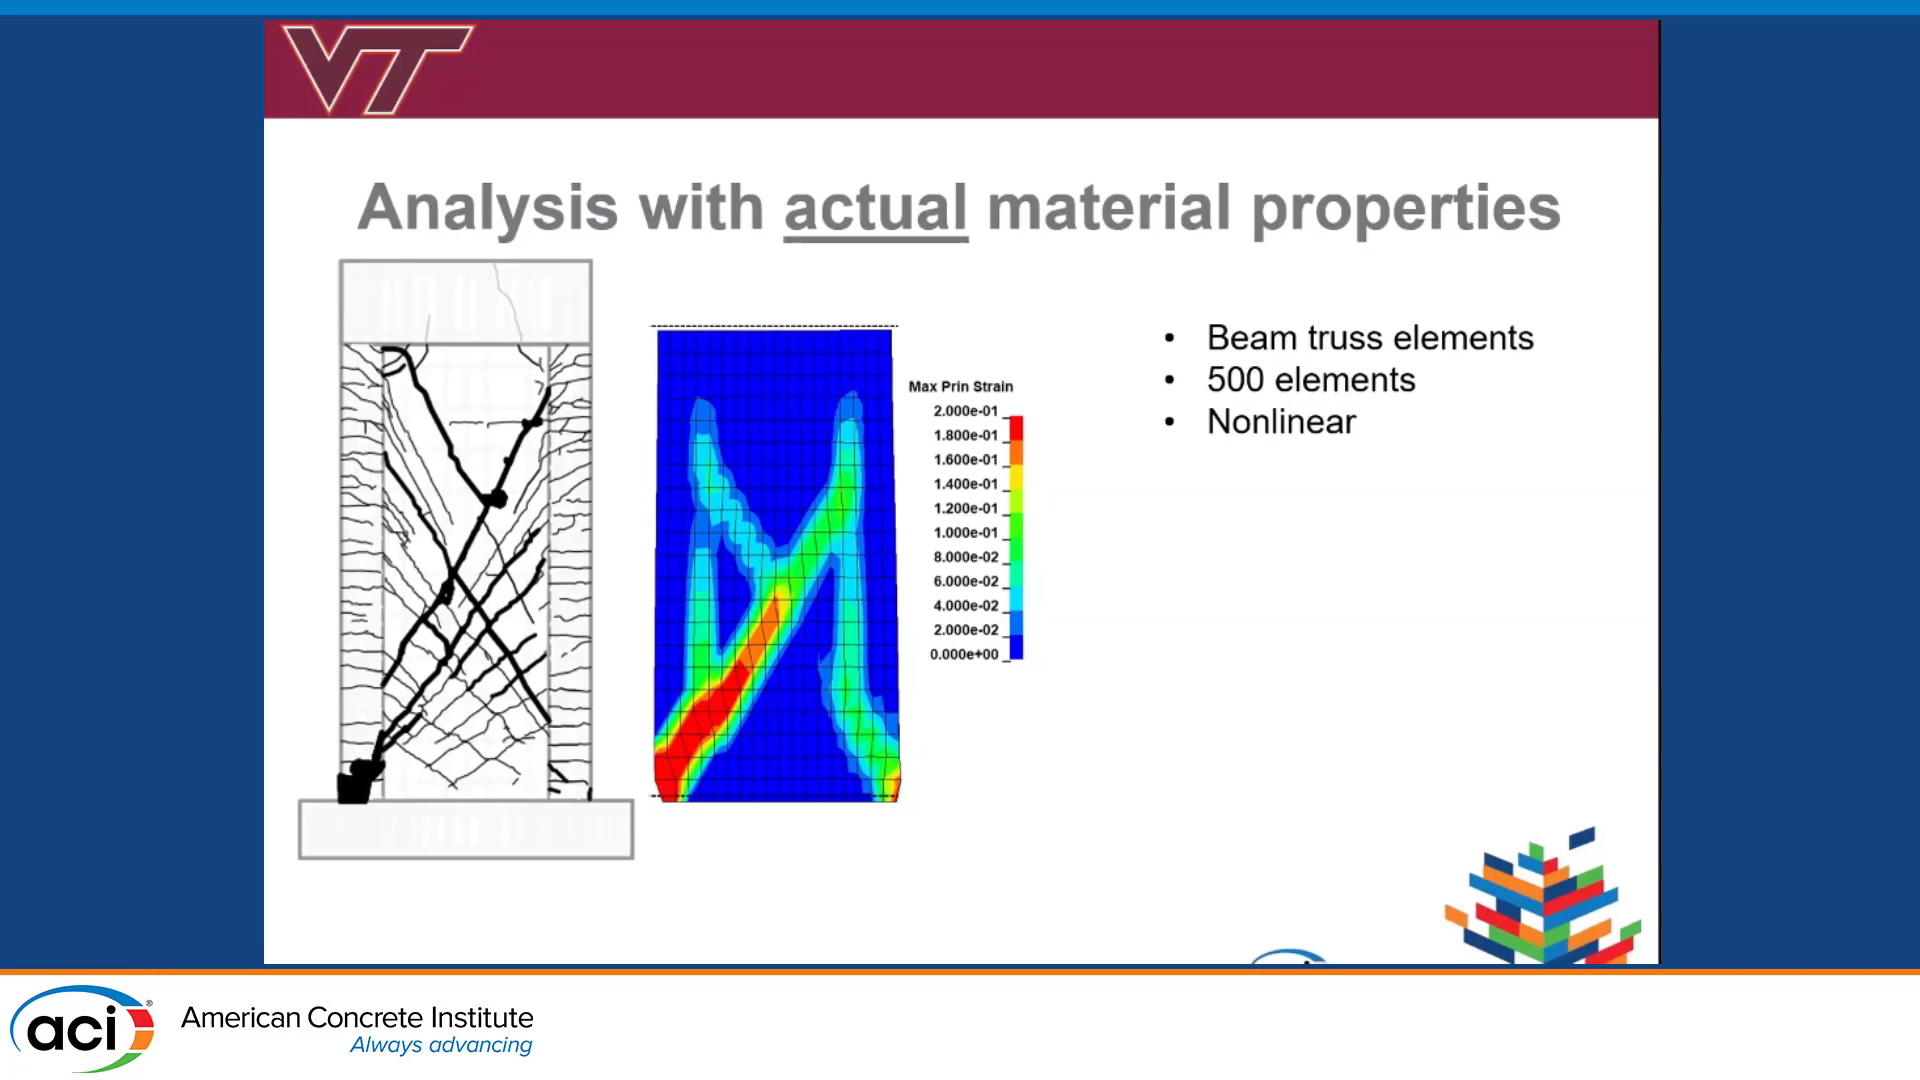 VT
Analysis with actual material properties
• Beam truss elements
• 500 elements
• Nonlinear
Max Prin Strain
2.000e-01
1.800e-01
1.600e-01
1.400e-01
1.200e-01
1.000e-01
8.000e-02
6.000e-02
4.000e-02
2.000e-02
0.000e+00
aci®
American Concrete Institute
Always advancing